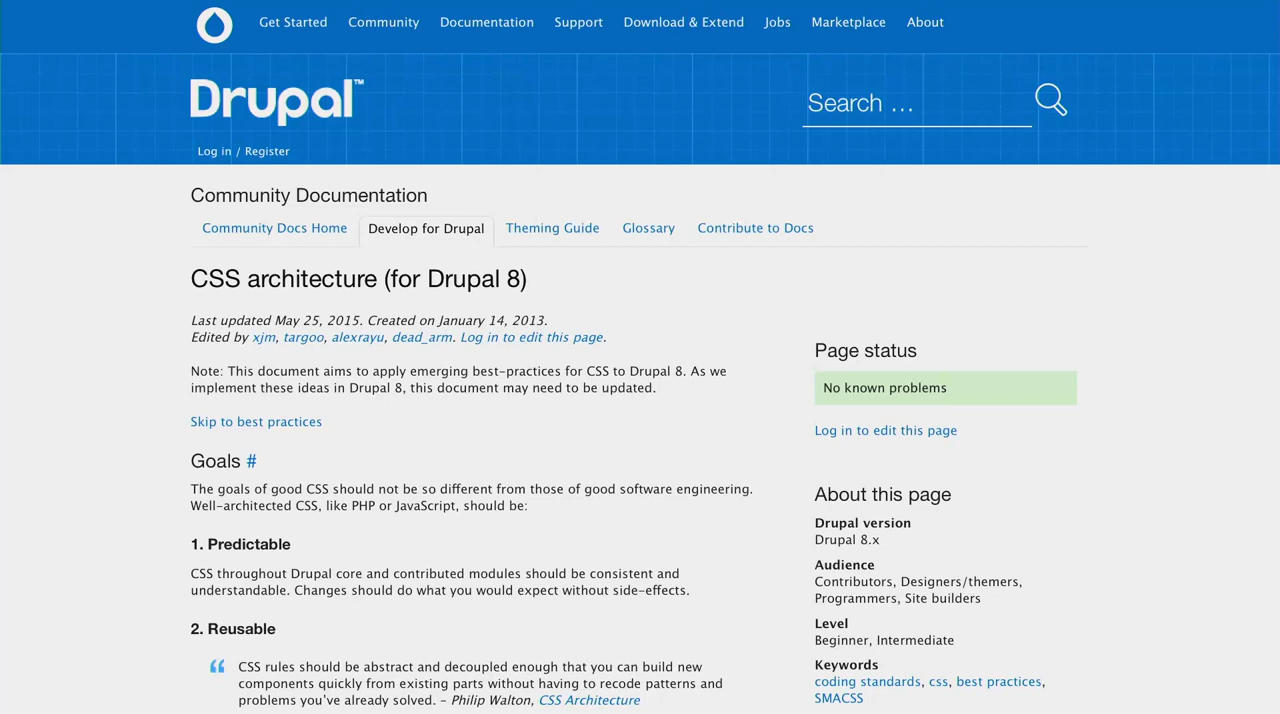 Get Started Community Documentation Support Download & Extend Jobs Marketplace About
Drupal™
Search ...
Log in / Register
Community Documentation
Community Docs Home Develop for Drupal Theming Guide Glossary Contribute to Docs
CSS architecture (for Drupal 8)
Last updated May 25, 2015. Created on January 14, 2013.
Edited by xjm, targoo, alexrayu, dead_arm. Log in to edit this page.
Note: This document aims to apply emerging best-practices for CSS to Drupal 8. As we
implement these ideas in Drupal 8, this document may need to be updated.
Skip to best practices
Goals #
The goals of good CSS should not be so different from those of good software engineering.
Well-architected CSS, like PHP or JavaScript, should be:
1. Predictable
CSS throughout Drupal core and contributed modules should be consistent and
understandable. Changes should do what you would expect without side-effects.
2. Reusable
“ CSS rules should be abstract and decoupled enough that you can build new
components quickly from existing parts without having to recode patterns and
problems you've already solved. – Philip Walton, CSS Architecture
Page status
No known problems
Log in to edit this page
About this page
Drupal version
Drupal 8.x
Audience
Contributors, Designers/themers,
Programmers, Site builders
Level
Beginner, Intermediate
Keywords
coding standards, css, best practices,
SMACSS